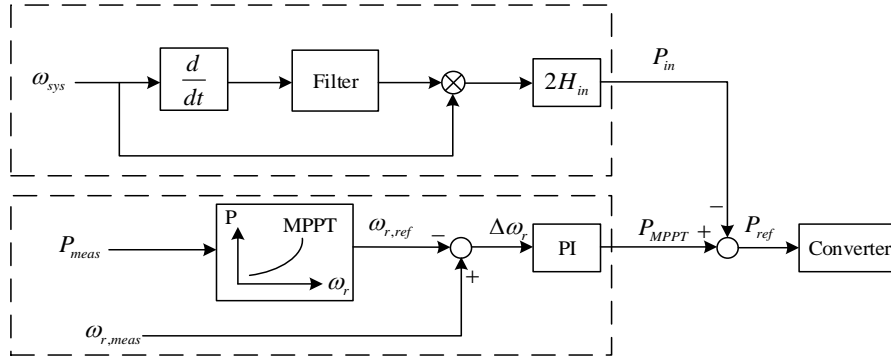 ω_sys
d
dt
Filter
2H_in
P_in
P_meas
P
MPPT
ω_r
ω_r,ref
−
+
Δω_r
PI
P_MPPT
+
−
P_ref
Converter
ω_r,meas